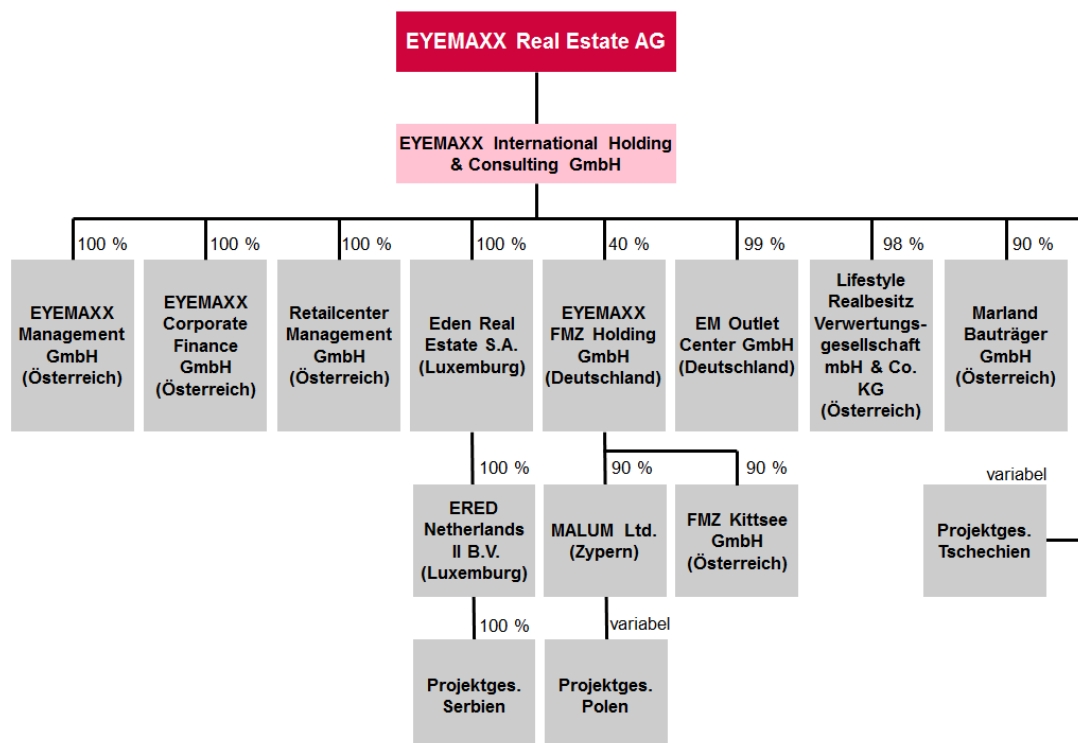 EYEMAXX Real Estate AG
EYEMAXX International Holding
& Consulting GmbH
100 %
100 %
100 %
100 %
40 %
99 %
98 %
90 %
EYEMAXX
Management
GmbH
(Österreich)
EYEMAXX
Corporate
Finance
GmbH
(Österreich)
Retailcenter
Management
GmbH
(Österreich)
Eden Real
Estate S.A.
(Luxemburg)
EYEMAXX
FMZ Holding
GmbH
(Deutschland)
EM Outlet
Center GmbH
(Deutschland)
Lifestyle
Realbesitz
Verwertungs-
gesellschaft
mbH & Co.
KG
(Österreich)
Marland
Bauträger
GmbH
(Österreich)
100 %
90 %
90 %
variabel
ERED
Netherlands
II B.V.
(Luxemburg)
MALUM Ltd.
(Zypern)
FMZ Kittsee
GmbH
(Österreich)
Projektges.
Tschechien
100 %
variabel
Projektges.
Serbien
Projektges.
Polen